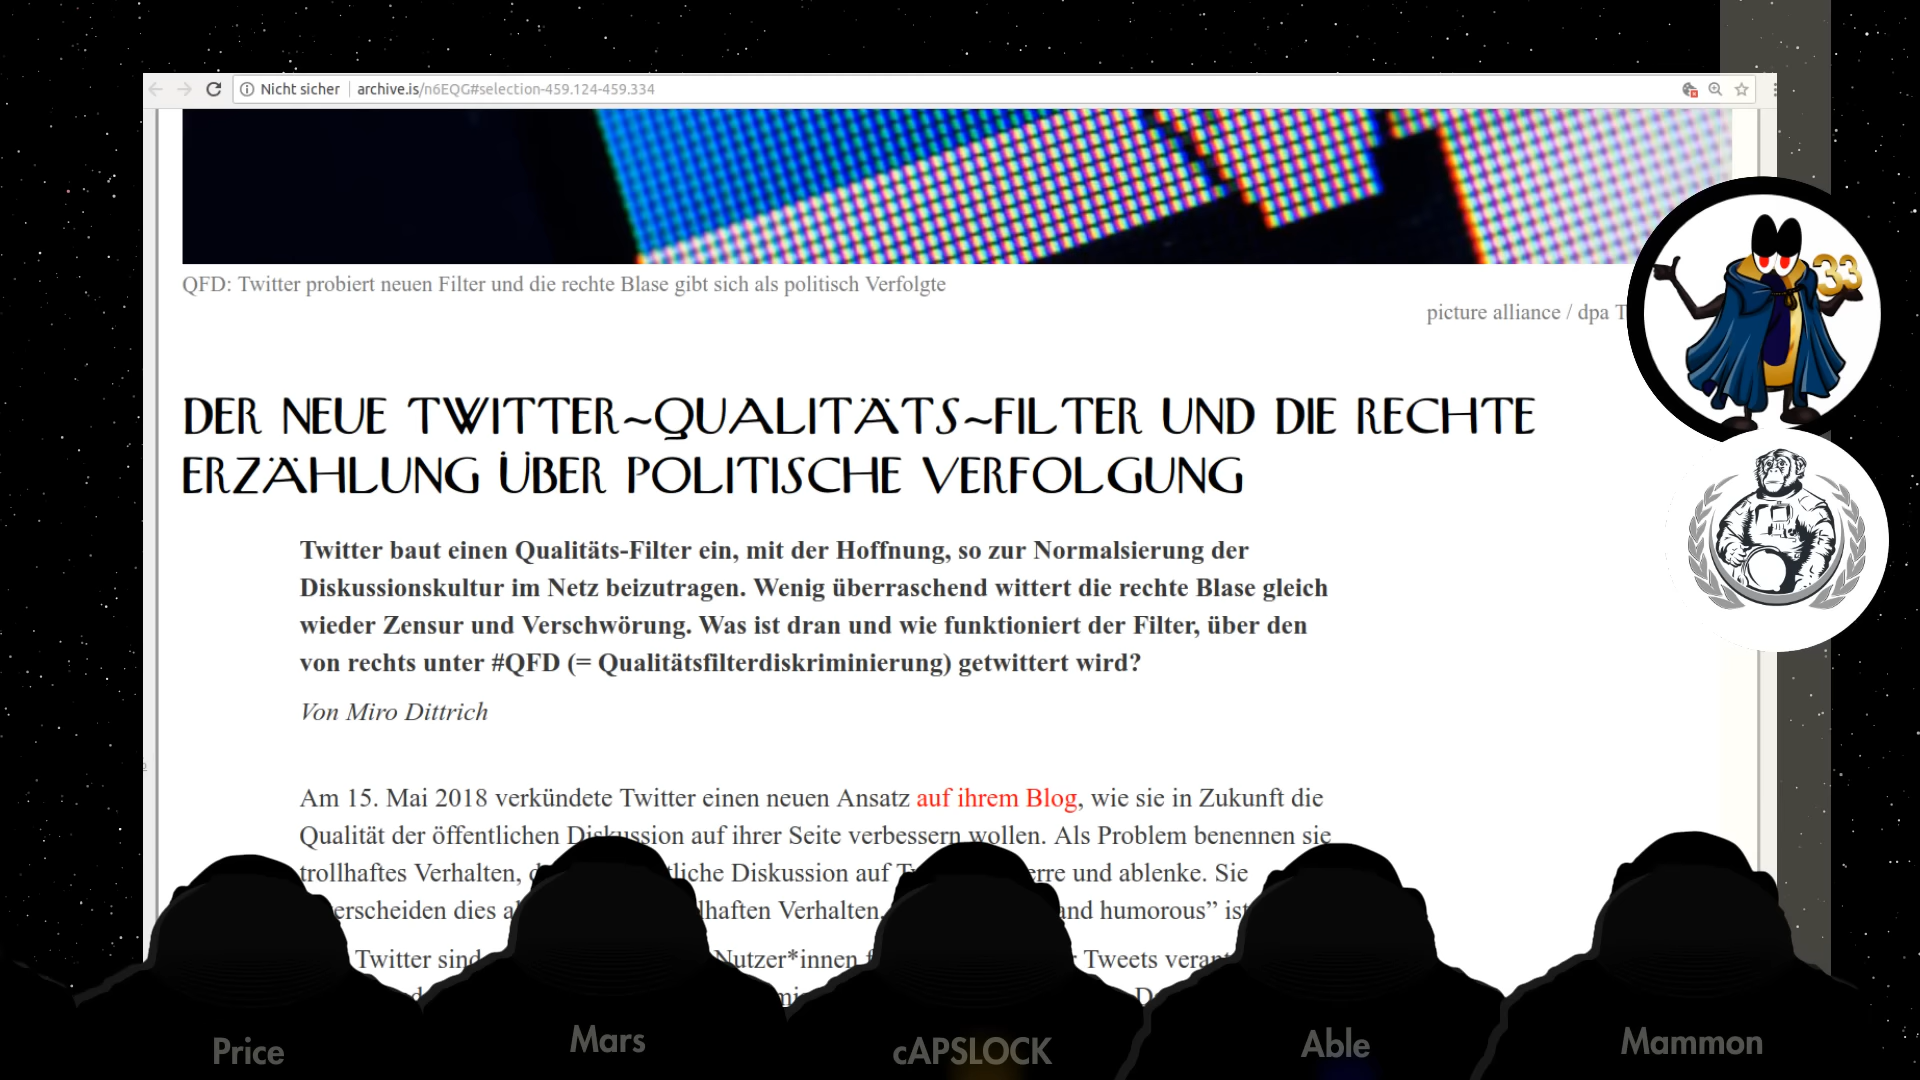 Nicht sicher archive.is/n6EQG#selection-459.124-459.334
QFD: Twitter probiert neuen Filter und die rechte Blase gibt sich als politisch Verfolgte
picture alliance / dpa
33
DER NEUE TWITTER~QUALITÄTS~FILTER UND DIE RECHTE
ERZÄHLUNG ÜBER POLITISCHE VERFOLGUNG
Twitter baut einen Qualitäts-Filter ein, mit der Hoffnung, so zur Normalsierung der
Diskussionskultur im Netz beizutragen. Wenig überraschend wittert die rechte Blase gleich
wieder Zensur und Verschwörung. Was ist dran und wie funktioniert der Filter, über den
von rechts unter #QFD (= Qualitätsfilterdiskriminierung) getwittert wird?
Von Miro Dittrich
Am 15. Mai 2018 verkündete Twitter einen neuen Ansatz auf ihrem Blog, wie sie in Zukunft die
Qualität der öffentlichen Diskussion auf ihrer Seite verbessern wollen. Als Problem benennen sie
trollhaftes Verhalten, Diskussion auf und ablenke. Sie
dies Verhalten, and humorous” ist
Twitter sind Nutzer*innen Tweets
Price
Mars
cAPSLOCK
Able
Mammon